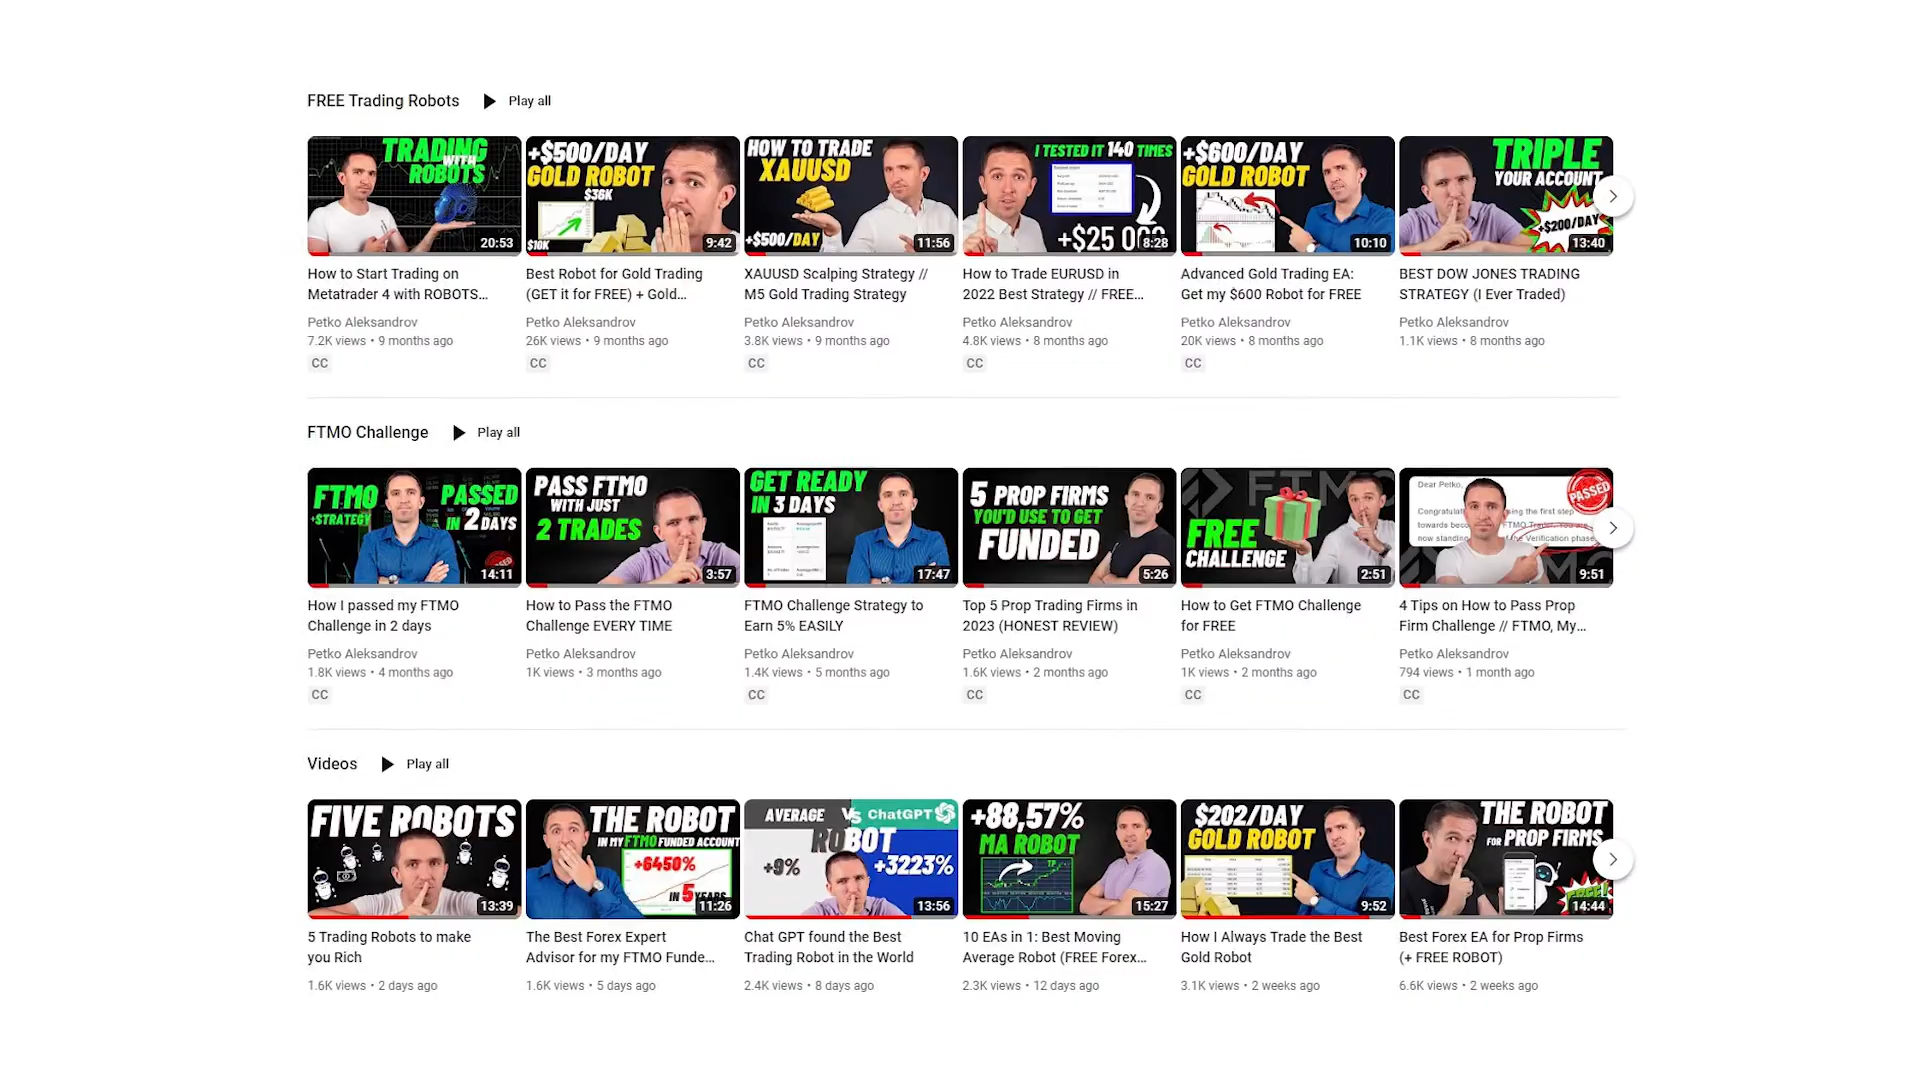 FREE Trading Robots
Play all
TRADING
WITH
ROBOTS
20:53
+$500/DAY
GOLD ROBOT
$36K
$10K
9:42
HOW TO TRADE
XAUUSD
+$500/DAY
11:56
I TESTED IT 140 TIMES
+$25 00
8:28
+$600/DAY
GOLD ROBOT
10:10
TRIPLE
YOUR ACCOUNT
+$200/DAY
13:40
How to Start Trading on
Metatrader 4 with ROBOTS...
Petko Aleksandrov
7.2K views • 9 months ago
CC
Best Robot for Gold Trading
(GET it for FREE) + Gold...
Petko Aleksandrov
26K views • 9 months ago
CC
XAUUSD Scalping Strategy //
M5 Gold Trading Strategy
Petko Aleksandrov
3.8K views • 9 months ago
CC
How to Trade EURUSD in
2022 Best Strategy // FREE...
Petko Aleksandrov
4.8K views • 8 months ago
CC
Advanced Gold Trading EA:
Get my $600 Robot for FREE
Petko Aleksandrov
20K views • 8 months ago
CC
BEST DOW JONES TRADING
STRATEGY (I Ever Traded)
Petko Aleksandrov
1.1K views • 8 months ago
FTMO Challenge
Play all
FTMO
+STRATEGY
PASSED
IN 2 DAYS
14:11
PASS FTMO
WITH JUST
2 TRADES
3:57
GET READY
IN 3 DAYS
17:47
5 PROP FIRMS
YOU'D USE TO GET
FUNDED
5:26
FTMO
FREE
CHALLENGE
2:51
Dear Petko,
PASSED
Congratulat sing the first step
towards beco FTMO Trader. You are
now standin of the Verification phase
9:51
How I passed my FTMO
Challenge in 2 days
Petko Aleksandrov
1.8K views • 4 months ago
CC
How to Pass the FTMO
Challenge EVERY TIME
Petko Aleksandrov
1K views • 3 months ago
FTMO Challenge Strategy to
Earn 5% EASILY
Petko Aleksandrov
1.4K views • 5 months ago
CC
Top 5 Prop Trading Firms in
2023 (HONEST REVIEW)
Petko Aleksandrov
1.6K views • 2 months ago
CC
How to Get FTMO Challenge
for FREE
Petko Aleksandrov
1K views • 2 months ago
CC
4 Tips on How to Pass Prop
Firm Challenge // FTMO, My...
Petko Aleksandrov
794 views • 1 month ago
CC
Videos
Play all
FIVE ROBOTS
13:39
THE ROBOT
IN MY FTMO FUNDED ACCOUNT
+6450%
IN 5 YEARS
11:26
AVERAGE VS ChatGPT
ROBOT
+9%
+3223%
13:56
+88,57%
MA ROBOT
TP
15:27
$202/DAY
GOLD ROBOT
9:52
THE ROBOT
FOR PROP FIRMS
FREE!
14:44
5 Trading Robots to make
you Rich
1.6K views • 2 days ago
The Best Forex Expert
Advisor for my FTMO Funde...
1.6K views • 5 days ago
Chat GPT found the Best
Trading Robot in the World
2.4K views • 8 days ago
10 EAs in 1: Best Moving
Average Robot (FREE Forex...
2.3K views • 12 days ago
How I Always Trade the Best
Gold Robot
3.1K views • 2 weeks ago
Best Forex EA for Prop Firms
(+ FREE ROBOT)
6.6K views • 2 weeks ago